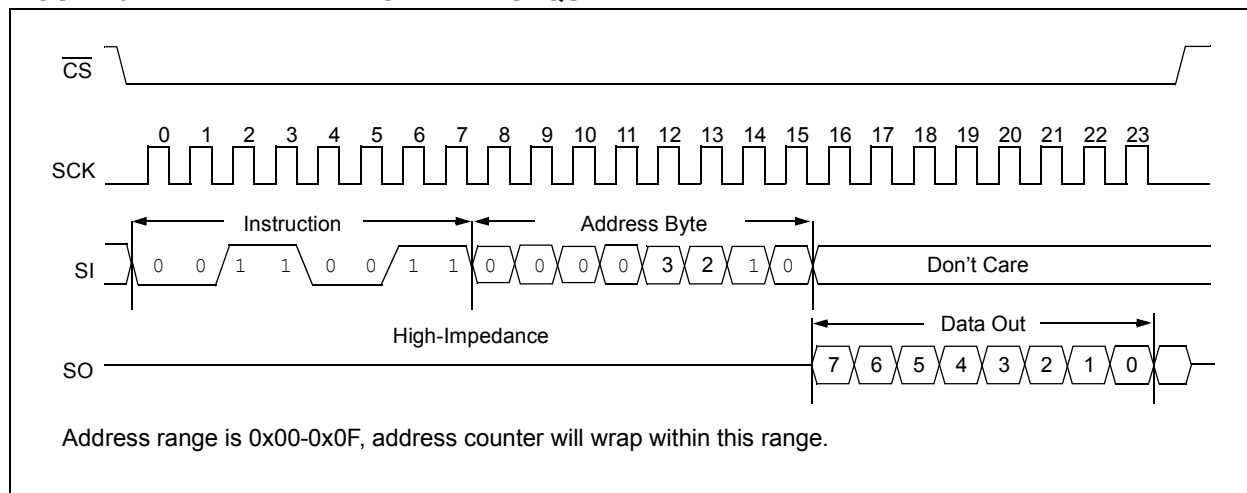 CS
0 1 2 3 4 5 6 7 8 9 10 11 12 13 14 15 16 17 18 19 20 21 22 23
SCK
Instruction Address Byte
SI 0 0 1 1 0 0 1 1 0 0 0 0 3 2 1 0 Don't Care
High-Impedance Data Out
SO 7 6 5 4 3 2 1 0
Address range is 0x00-0x0F, address counter will wrap within this range.